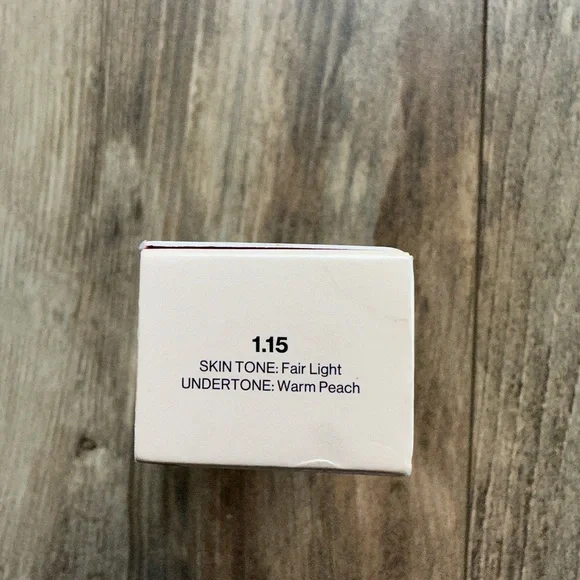 1.15
SKIN TONE: Fair Light
UNDERTONE: Warm Peach